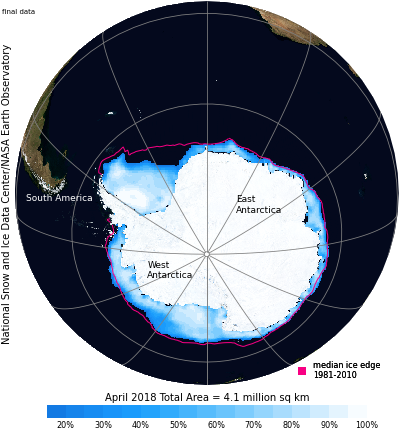 final data
National Snow and Ice Data Center/NASA Earth Observatory
South America
East
Antarctica
West
Antarctica
median ice edge
1981-2010
April 2018 Total Area = 4.1 million sq km
20% 30% 40% 50% 60% 70% 80% 90% 100%